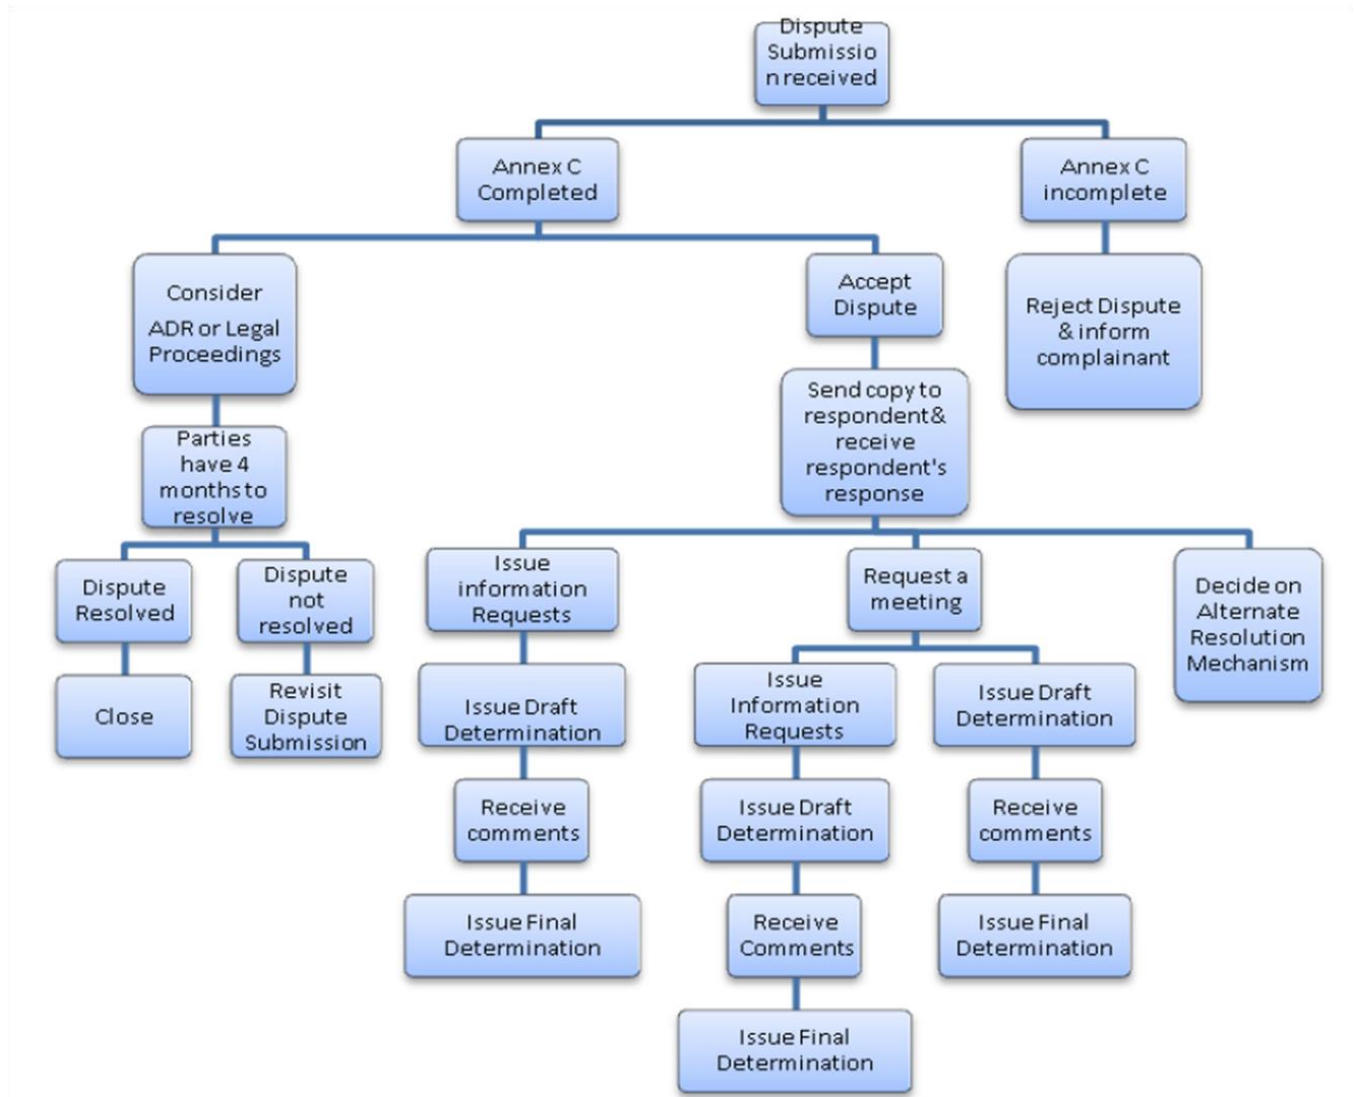 Dispute
Submissio
n received
Annex C
Completed
Annex C
incomplete
Consider
ADR or Legal
Proceedings
Accept
Dispute
Reject Dispute
& inform
complainant
Send copy to
respondent&
receive
respondent's
response
Parties
have 4
months to
resolve
Dispute
Resolved
Dispute
not
resolved
Issue
information
Requests
Request a
meeting
Decide on
Alternate
Resolution
Mechanism
Close
Revisit
Dispute
Submission
Issue Draft
Determination
Issue
Information
Requests
Issue Draft
Determination
Receive
comments
Issue Draft
Determination
Receive
comments
Issue Final
Determination
Receive
Comments
Issue Final
Determination
Issue Final
Determination